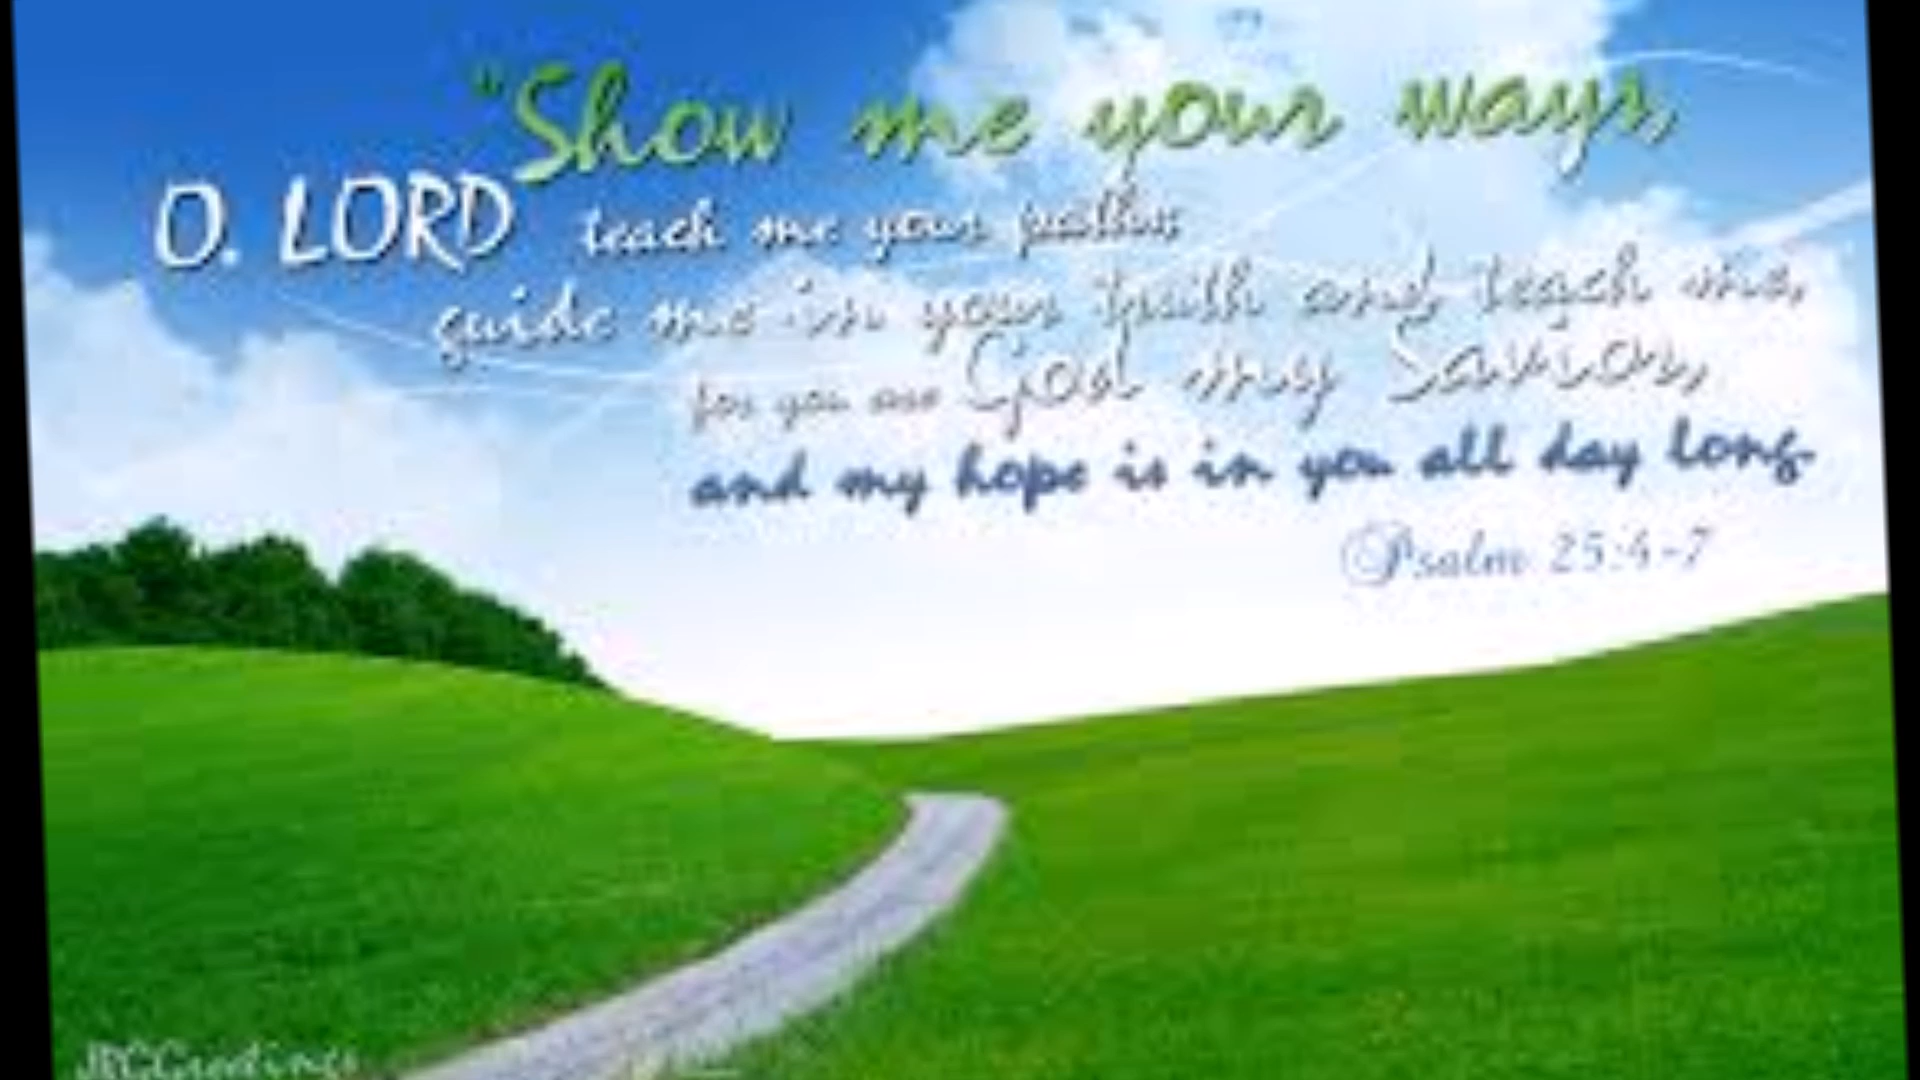 "Show me your ways,
O. LORD teach me your paths;
guide me in your truth and teach me,
for you are God my Savior,
and my hope is in you all day long.
Psalm 25:4-7